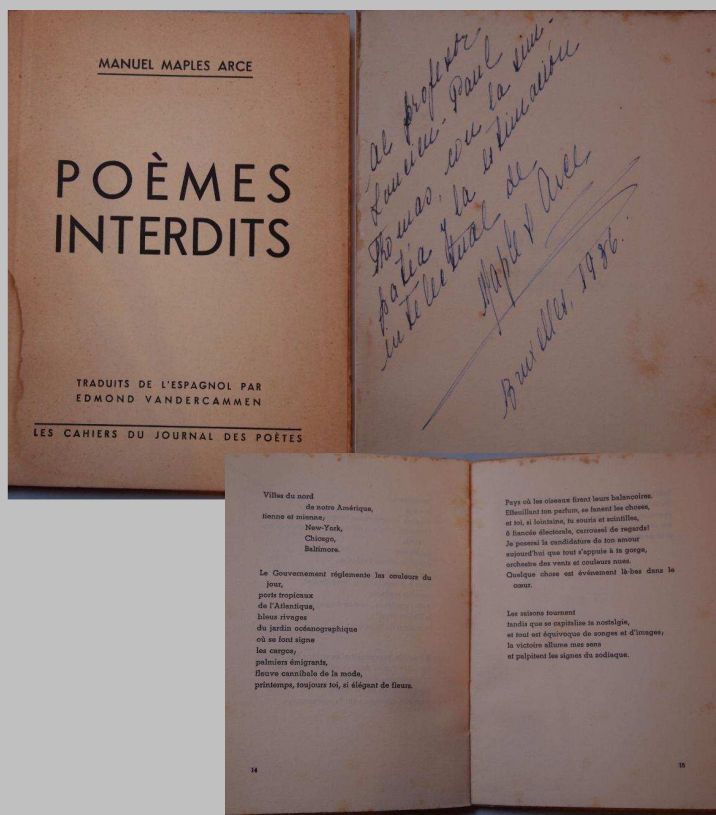 MANUEL MAPLES ARCE
POÈMES
INTERDITS
TRADUITS DE L'ESPAGNOL PAR
EDMOND VANDERCAMMEN
LES CAHIERS DU JOURNAL DES POÈTES
al profesor
Paul
Thomas, con la sim-
patía y la estimación
intelectual de
Maples Arce
Bruxelles, 1936.
Villes du nord
de notre Amérique,
tienne et mienne,
New-York,
Chicago,
Baltimore.
Le Gouvernement réglemente les couleurs du
jour,
ports tropicaux
de l'Atlantique,
bleus rivages
du jardin océanographique
où se font signe
les cargos;
palmiers émigrants,
fleuve cannibale de la mode,
printemps, toujours toi, si élégant de fleurs.
14
Pays où les oiseaux fixent leurs balançoires.
Effeuillant ton parfum, se fanent les choses,
et toi, si lointaine, tu souris et scintilles,
ô fiancée électorale, carrousel de regards!
Je poserai la candidature de ton amour
aujourd'hui que tout s'appuie à ta gorge,
orchestre des vents et couleurs nues.
Quelque chose est événement là-bas dans le
cœur.
Les saisons tournent
tandis que se capitalise ta nostalgie,
et tout est équivoque de songes et d'images;
la victoire allume mes sens
et palpitent les signes du zodiaque.
15